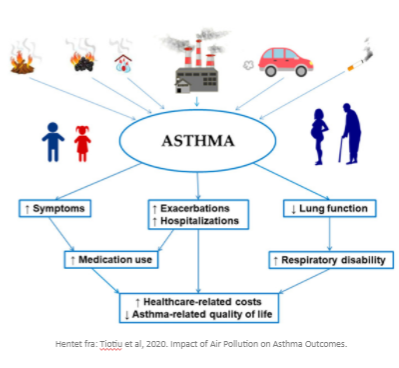 ASTHMA
↑ Symptoms
↑ Exacerbations
↑ Hospitalizations
↓ Lung function
↑ Medication use
↑ Respiratory disability
↑ Healthcare-related costs
↓ Asthma-related quality of life
Hentet fra: Tiotiu et al, 2020. Impact of Air Pollution on Asthma Outcomes.